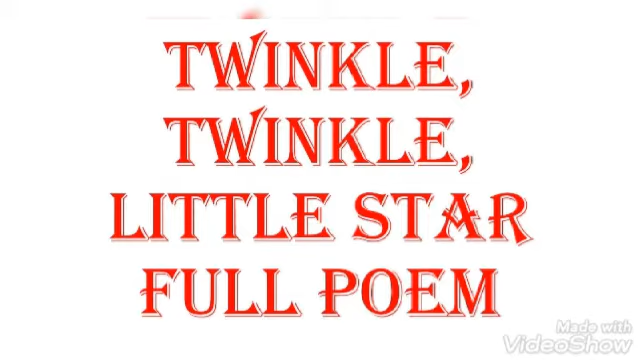 TWINKLE,
TWINKLE,
LITTLE STAR
FULL POEM
Made with
VideoShow